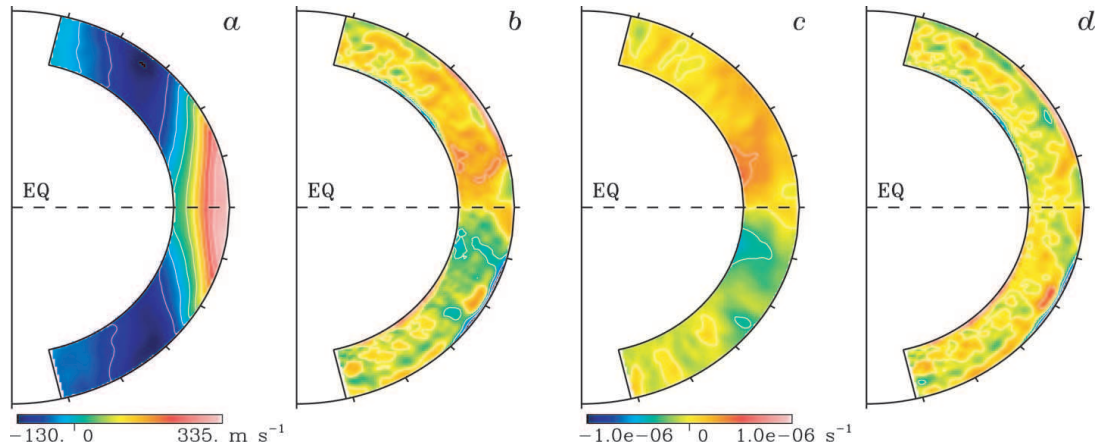 a
b
c
d
EQ
EQ
EQ
EQ
−130. 0 335. m s⁻¹
−1.0e−06 0 1.0e−06 s⁻¹